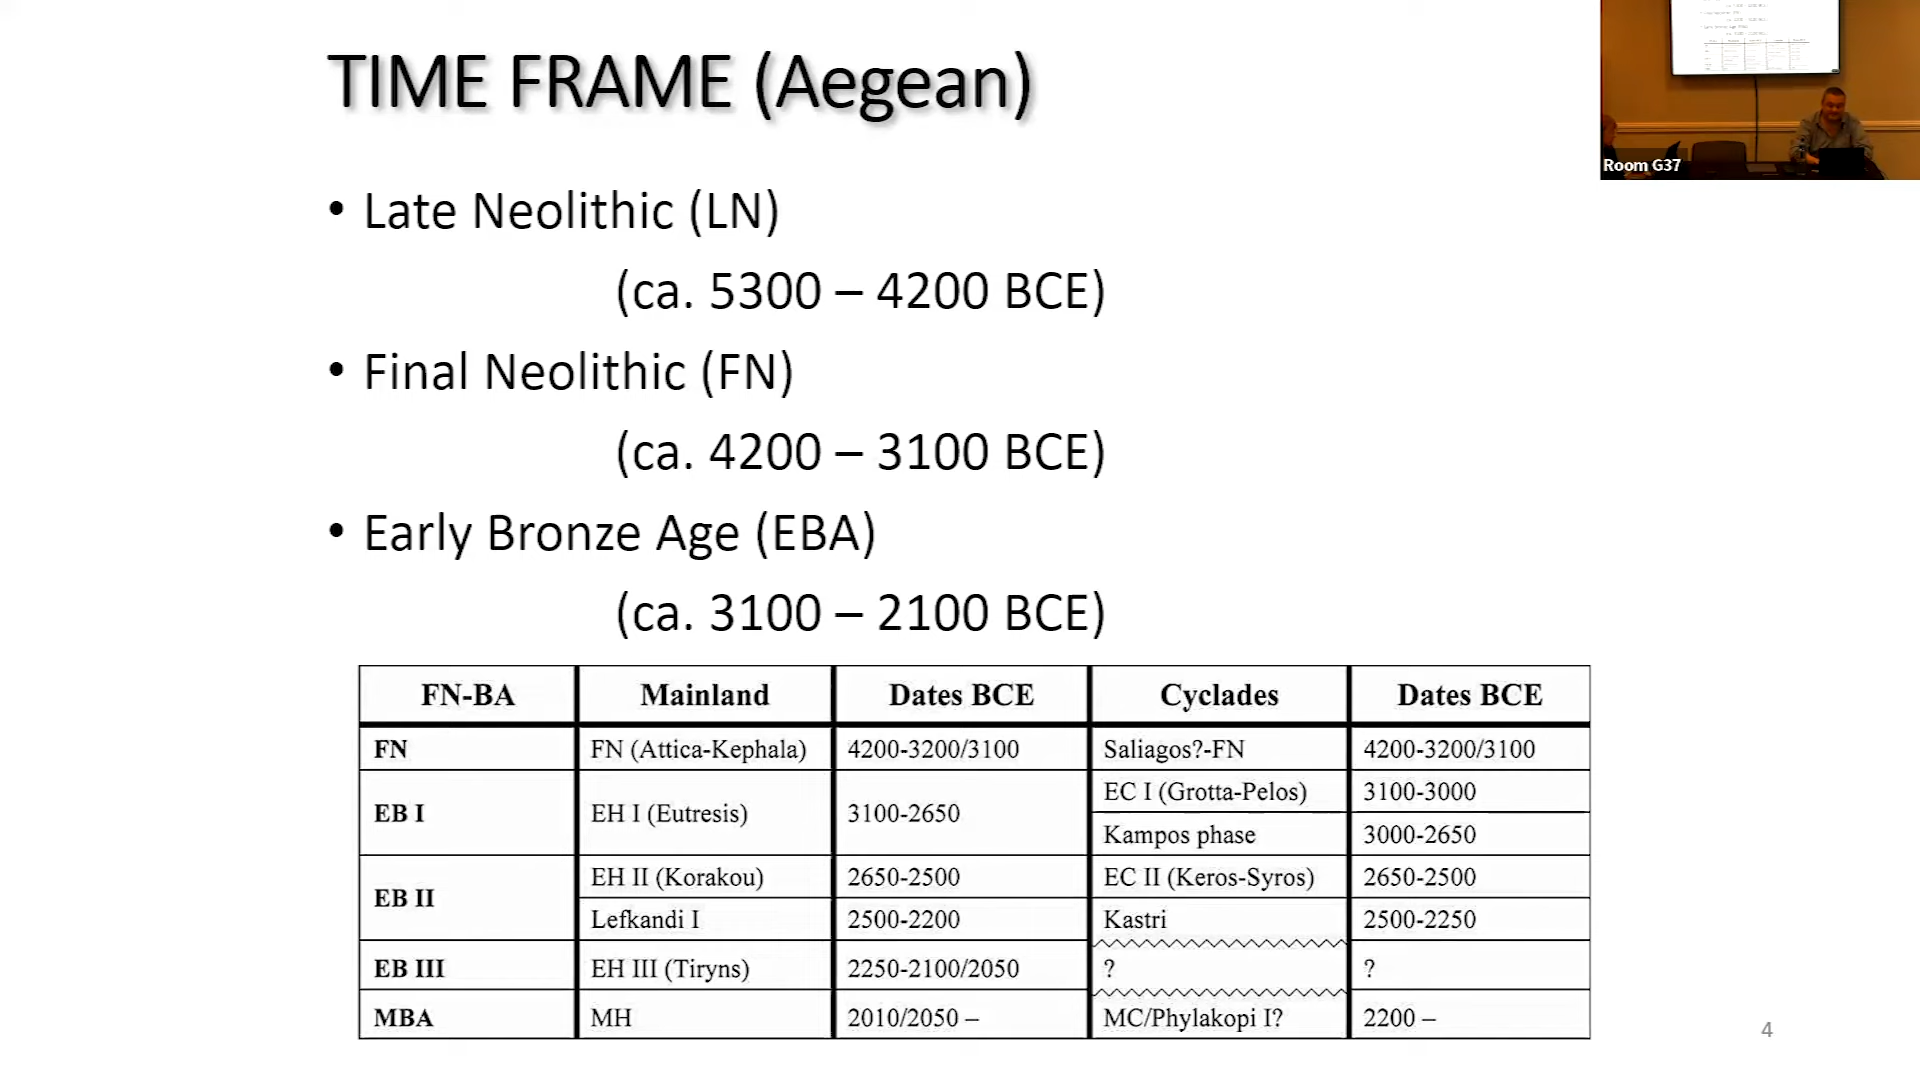 TIME FRAME (Aegean)
Room G37
• Late Neolithic (LN)
(ca. 5300 – 4200 BCE)
• Final Neolithic (FN)
(ca. 4200 – 3100 BCE)
• Early Bronze Age (EBA)
(ca. 3100 – 2100 BCE)
FN-BA Mainland Dates BCE Cyclades Dates BCE
FN FN (Attica-Kephala) 4200-3200/3100 Saliagos?-FN 4200-3200/3100
EB I EH I (Eutresis) 3100-2650 EC I (Grotta-Pelos) 3100-3000
Kampos phase 3000-2650
EB II EH II (Korakou) 2650-2500 EC II (Keros-Syros) 2650-2500
Lefkandi I 2500-2200 Kastri 2500-2250
EB III EH III (Tiryns) 2250-2100/2050 ? ?
MBA MH 2010/2050 – MC/Phylakopi I? 2200 –
4